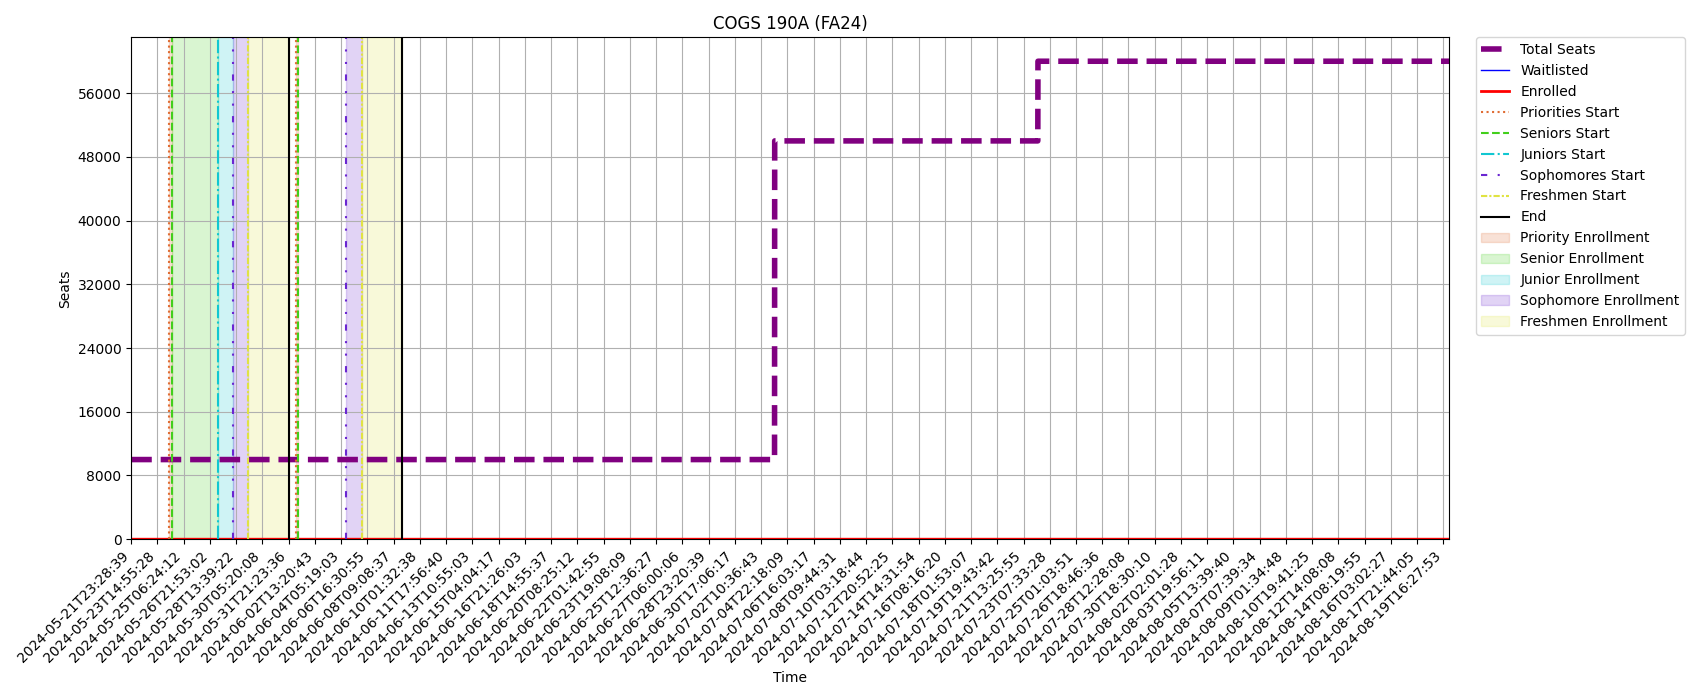 COGS 190A (FA24)
Total Seats
Waitlisted
Enrolled
Priorities Start
Seniors Start
Juniors Start
Sophomores Start
Freshmen Start
End
Priority Enrollment
Senior Enrollment
Junior Enrollment
Sophomore Enrollment
Freshmen Enrollment
Seats
56000
48000
40000
32000
24000
16000
8000
0
2024-05-21T23:28:39
2024-05-23T14:55:28
2024-05-25T06:24:12
2024-05-26T21:53:02
2024-05-28T13:39:22
2024-05-30T05:20:08
2024-05-31T21:23:36
2024-06-02T13:20:43
2024-06-04T05:19:03
2024-06-06T16:30:55
2024-06-08T09:08:37
2024-06-10T01:32:38
2024-06-11T17:56:40
2024-06-13T10:55:03
2024-06-15T04:04:17
2024-06-16T21:26:03
2024-06-18T14:55:37
2024-06-20T08:25:12
2024-06-22T01:42:55
2024-06-23T19:08:09
2024-06-25T12:36:27
2024-06-27T06:00:06
2024-06-28T23:20:39
2024-06-30T17:06:17
2024-07-02T10:36:43
2024-07-04T22:18:09
2024-07-06T16:03:17
2024-07-08T09:44:31
2024-07-10T03:18:44
2024-07-12T20:52:25
2024-07-14T14:31:54
2024-07-16T08:16:20
2024-07-18T01:53:07
2024-07-19T19:43:42
2024-07-21T13:25:55
2024-07-23T07:33:28
2024-07-25T01:03:51
2024-07-26T18:46:36
2024-07-28T12:28:08
2024-07-30T18:30:10
2024-08-02T02:01:28
2024-08-03T19:56:11
2024-08-05T13:39:40
2024-08-07T07:39:34
2024-08-09T01:34:48
2024-08-10T19:41:25
2024-08-12T14:08:08
2024-08-14T08:19:55
2024-08-16T03:02:27
2024-08-17T21:44:05
2024-08-19T16:27:53
Time